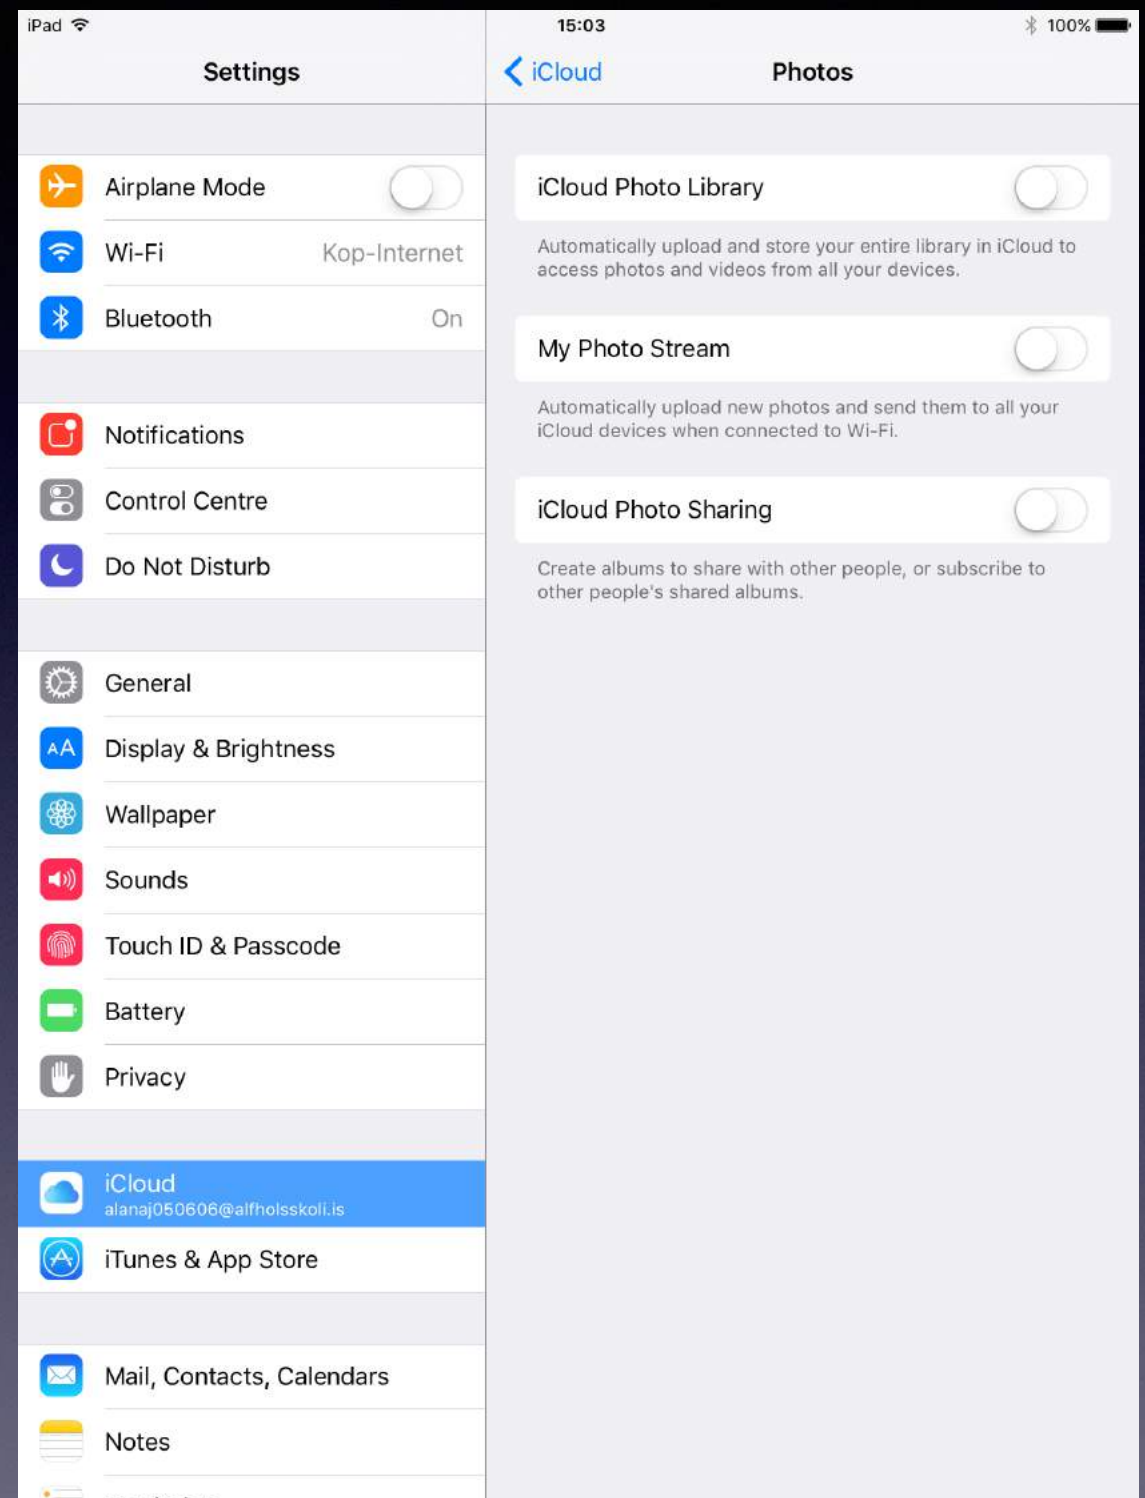 iPad
15:03
100%
Settings
Airplane Mode
Wi-Fi Kop-Internet
Bluetooth On
Notifications
Control Centre
Do Not Disturb
General
AA Display & Brightness
Wallpaper
Sounds
Touch ID & Passcode
Battery
Privacy
iCloud
alanaj050606@alfholsskoli.is
iTunes & App Store
Mail, Contacts, Calendars
Notes
iCloud
Photos
iCloud Photo Library
Automatically upload and store your entire library in iCloud to
access photos and videos from all your devices.
My Photo Stream
Automatically upload new photos and send them to all your
iCloud devices when connected to Wi-Fi.
iCloud Photo Sharing
Create albums to share with other people, or subscribe to
other people's shared albums.